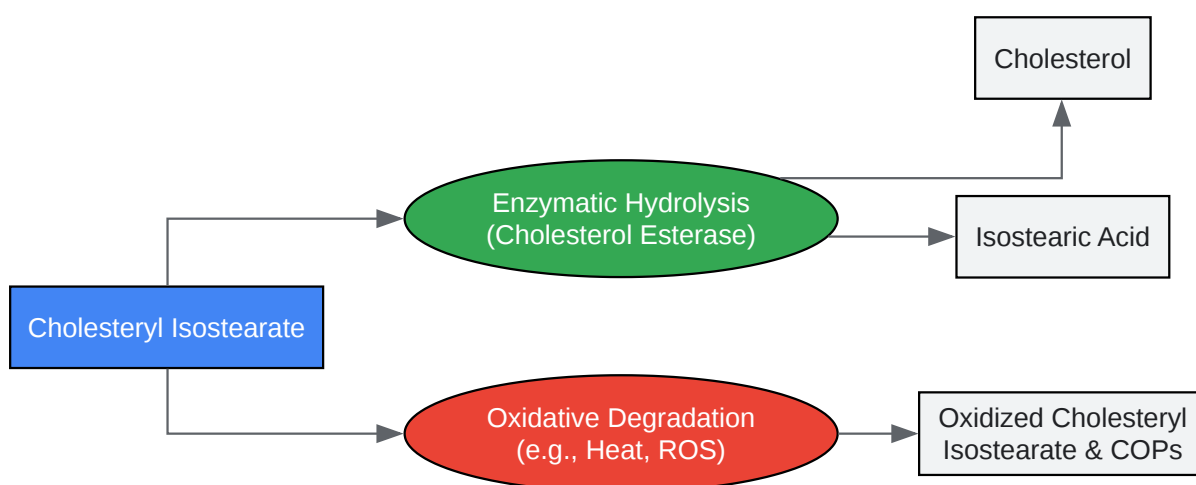 Cholesterol
Enzymatic Hydrolysis
(Cholesterol Esterase)
Isostearic Acid
Cholesteryl Isostearate
Oxidative Degradation
(e.g., Heat, ROS)
Oxidized Cholesteryl
Isostearate & COPs